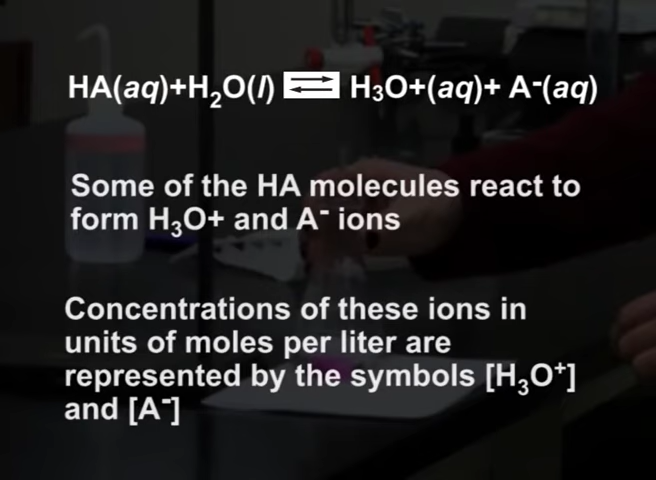 HA(aq)+H₂O(l) ⇌ H₃O+(aq)+ A⁻(aq)
Some of the HA molecules react to
form H₃O+ and A⁻ ions
Concentrations of these ions in
units of moles per liter are
represented by the symbols [H₃O⁺]
and [A⁻]